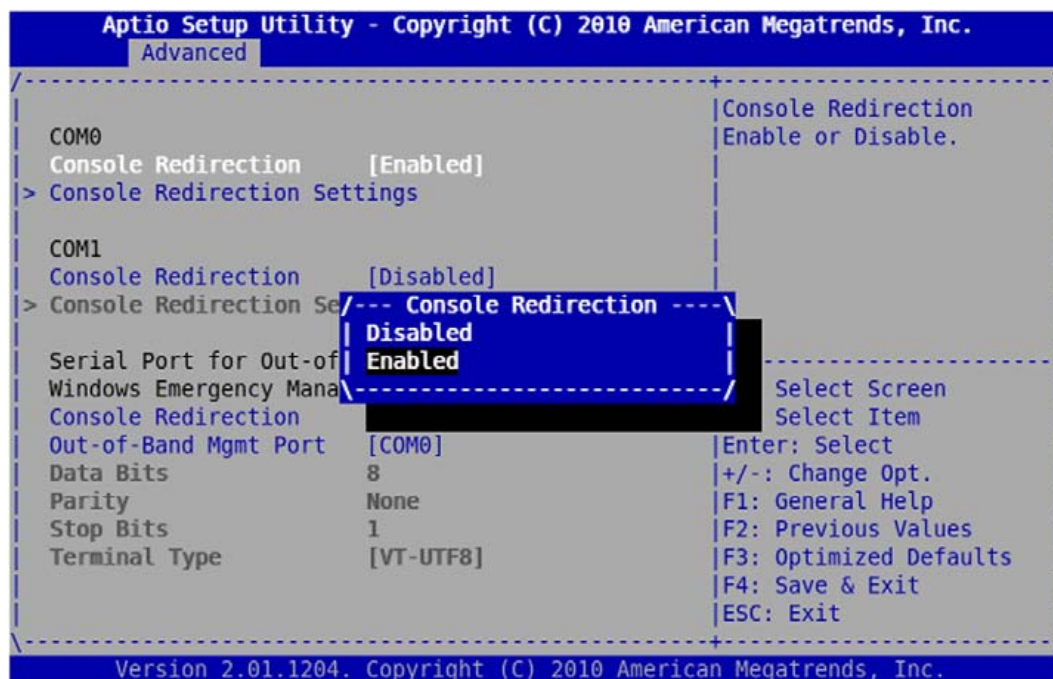 Aptio Setup Utility - Copyright (C) 2010 American Megatrends, Inc.
Advanced
COM0
Console Redirection [Enabled]
> Console Redirection Settings
COM1
Console Redirection [Disabled]
> Console Redirection Se
Serial Port for Out-of
Windows Emergency Mana
Console Redirection
Out-of-Band Mgmt Port [COM0]
Data Bits 8
Parity None
Stop Bits 1
Terminal Type [VT-UTF8]
/--- Console Redirection ----\
Disabled
Enabled
Console Redirection
Enable or Disable.
Select Screen
Select Item
Enter: Select
+/-: Change Opt.
F1: General Help
F2: Previous Values
F3: Optimized Defaults
F4: Save & Exit
ESC: Exit
Version 2.01.1204. Copyright (C) 2010 American Megatrends, Inc.